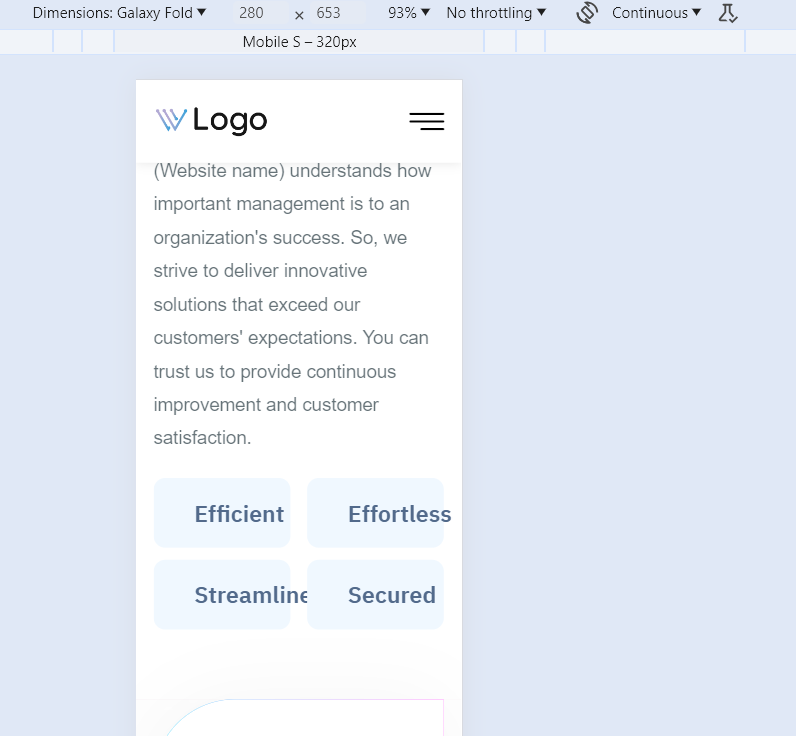 Dimensions: Galaxy Fold ▼ 280 × 653 93% ▼ No throttling ▼ Continuous ▼
Mobile S – 320px
Logo
(Website name) understands how
important management is to an
organization's success. So, we
strive to deliver innovative
solutions that exceed our
customers' expectations. You can
trust us to provide continuous
improvement and customer
satisfaction.
Efficient Effortless
Streamline Secured